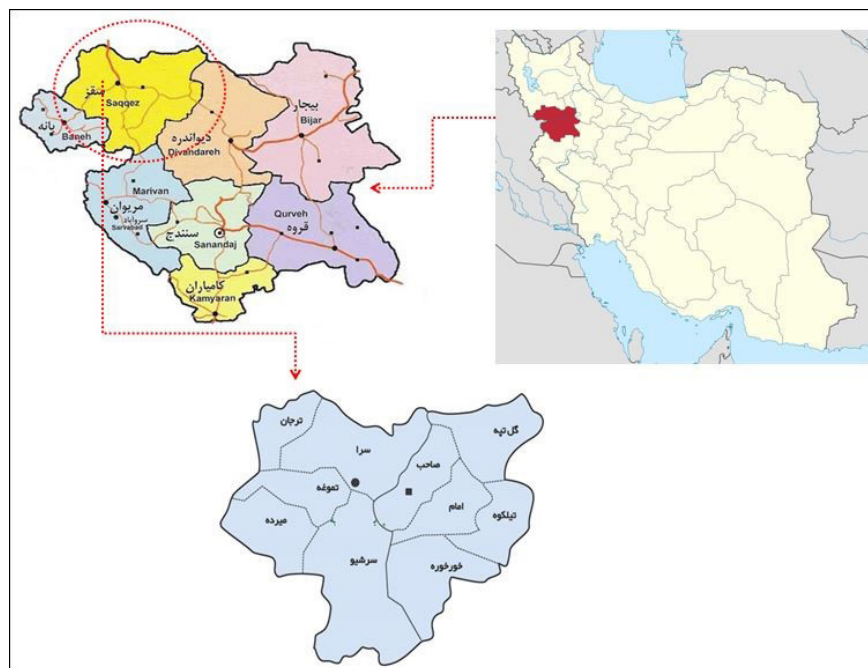 سقز
Saqqez
بانه
Baneh
دیواندره
Divandareh
بیجار
Bijar
Marivan
مریوان
سروآباد
Sarvabad
سنندج
Sanandaj
Qurveh
قروه
کامیاران
Kamyaran
ترجان
سرا
صاحب
گل تپه
تموغه
امام
تیلکوه
میرده
سرشیو
خورخوره